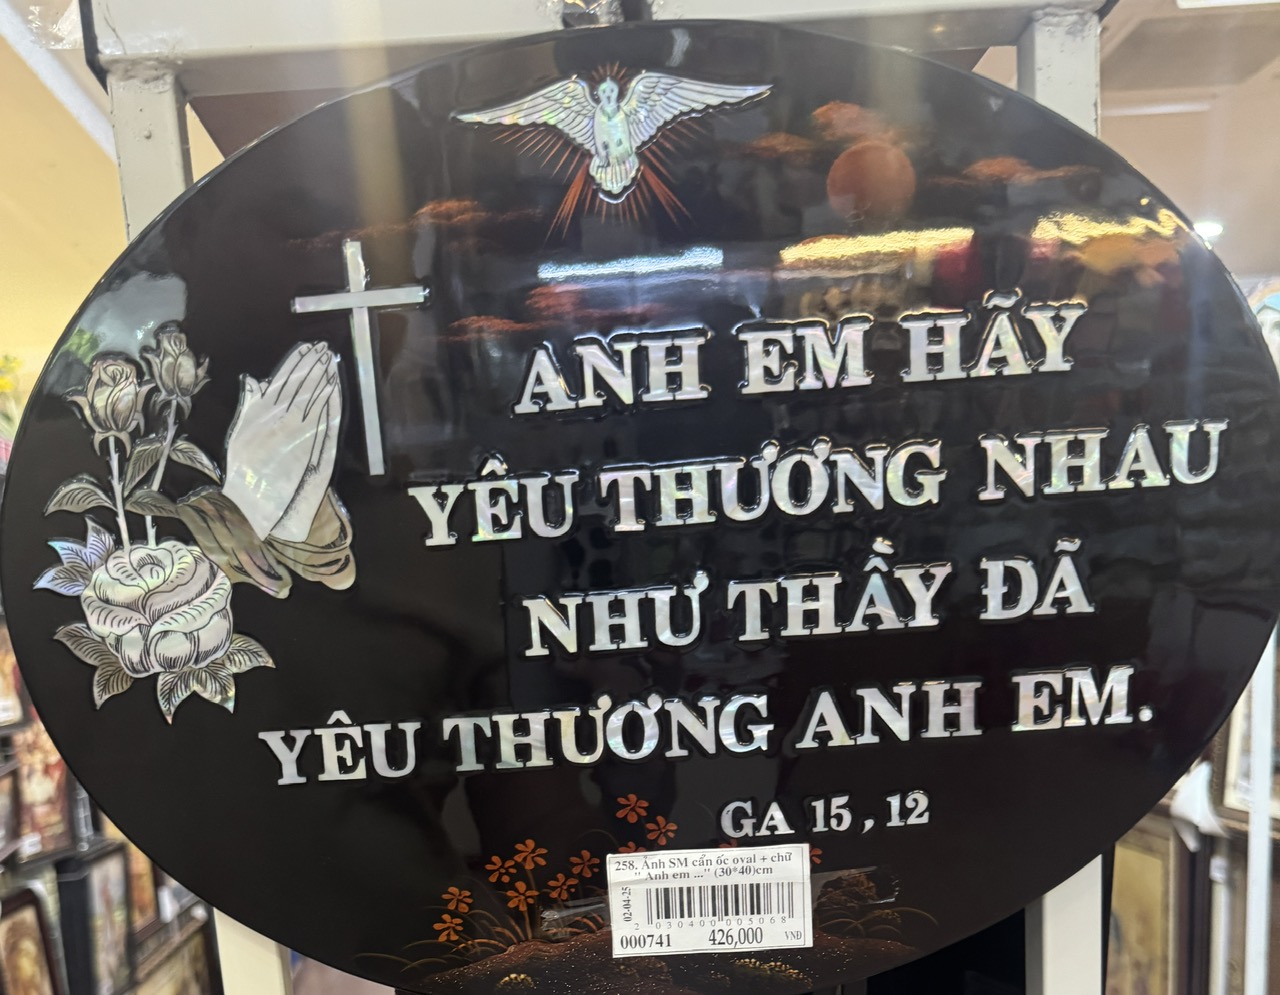 ANH EM HÃY
YÊU THƯƠNG NHAU
NHƯ THẦY ĐÃ
YÊU THƯƠNG ANH EM.
GA 15, 12
258. Ảnh SM cẩn ốc oval + chữ
" Anh em ..." (30*40)cm
02-04-25
2 030400 005068
000741 426,000 VNĐ